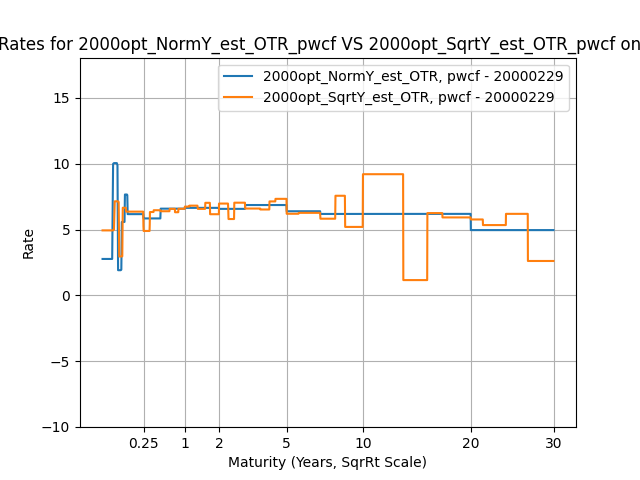 Rates for 2000opt_NormY_est_OTR_pwcf VS 2000opt_SqrtY_est_OTR_pwcf on
2000opt_NormY_est_OTR, pwcf - 20000229
2000opt_SqrtY_est_OTR, pwcf - 20000229
15
10
5
0
−5
−10
Rate
0.25 1 2 5 10 20 30
Maturity (Years, SqrRt Scale)